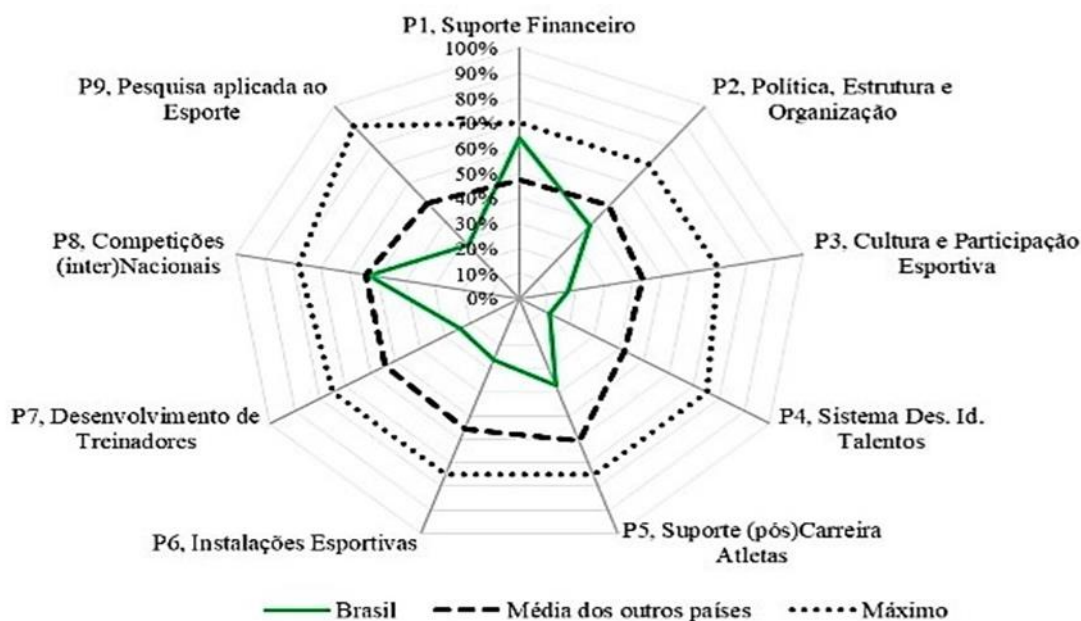 P1, Suporte Financeiro
100%
90%
80%
70%
60%
50%
40%
30%
20%
10%
0%
P2, Política, Estrutura e
Organização
P3, Cultura e Participação
Esportiva
P4, Sistema Des. Id.
Talentos
P5, Suporte (pós)Carreira
Atletas
P6, Instalações Esportivas
P7, Desenvolvimento de
Treinadores
P8, Competições
(inter)Nacionais
P9, Pesquisa aplicada ao
Esporte
Brasil
Média dos outros países
Máximo